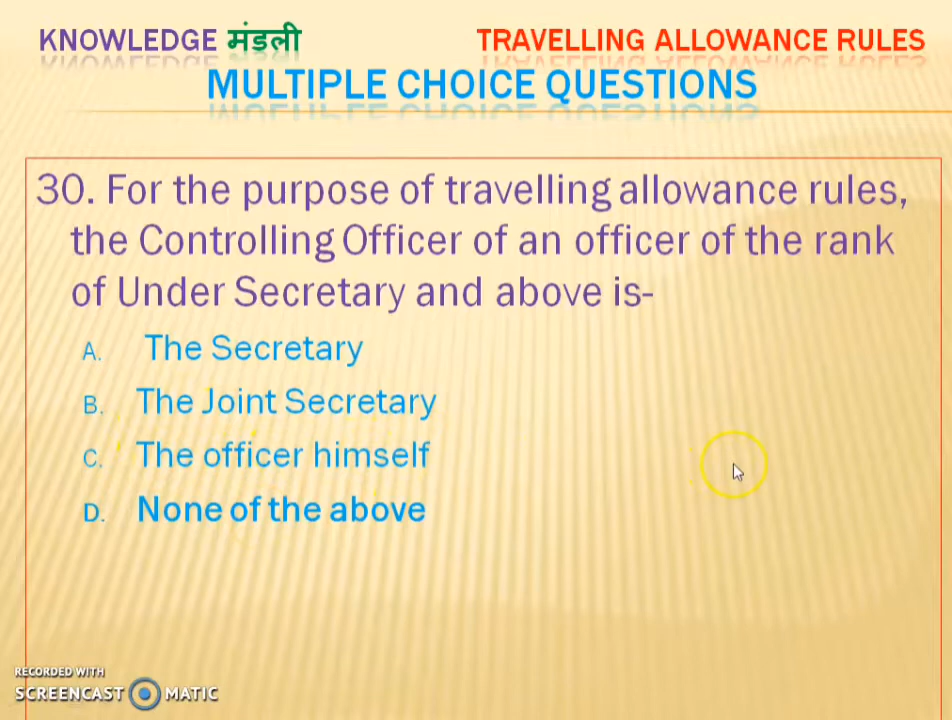 KNOWLEDGE मंडली TRAVELLING ALLOWANCE RULES
MULTIPLE CHOICE QUESTIONS
30. For the purpose of travelling allowance rules,
the Controlling Officer of an officer of the rank
of Under Secretary and above is-
A. The Secretary
B. The Joint Secretary
C. The officer himself
D. None of the above
RECORDED WITH
SCREENCAST MATIC